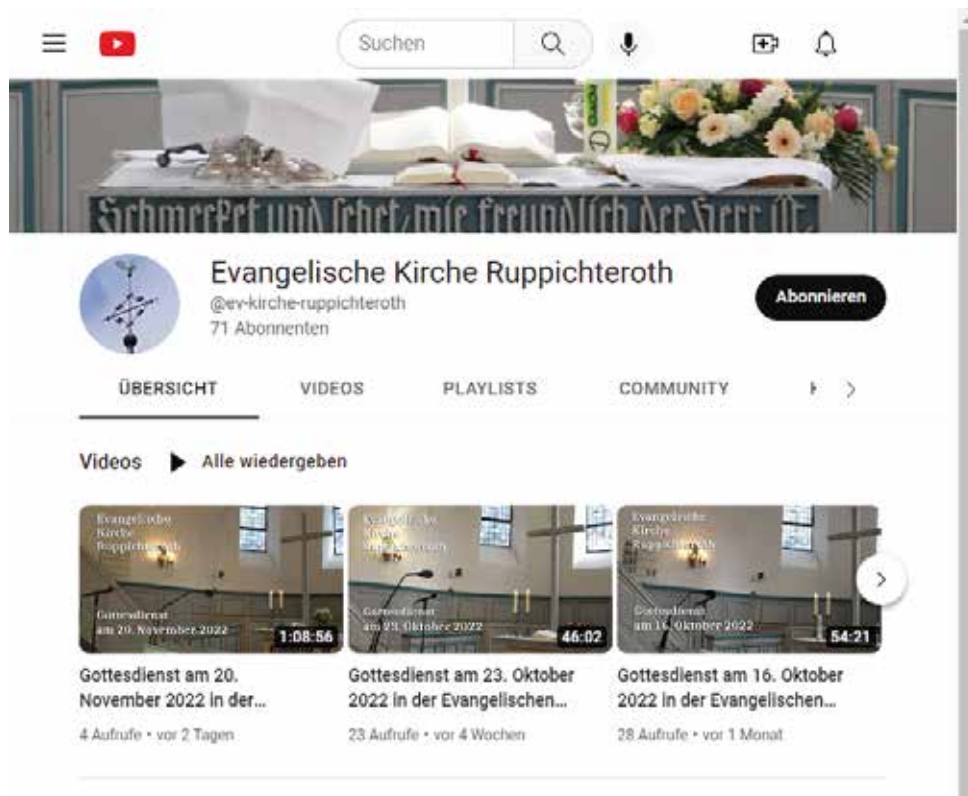 Suchen
Schmecket und sehet, wie freundlich der Herr ist.
Evangelische Kirche Ruppichteroth
@ev-kirche-ruppichteroth
71 Abonnenten
Abonnieren
ÜBERSICHT VIDEOS PLAYLISTS COMMUNITY
Videos Alle wiedergeben
Evangelische
Kirche
Ruppichteroth
Gottesdienst
am 20. November 2022
1:08:56
Evangelische
Kirche
Ruppichteroth
Gottesdienst
am 23. Oktober 2022
46:02
Evangelische
Kirche
Ruppichteroth
Gottesdienst
am 16. Oktober 2022
54:21
Gottesdienst am 20.
November 2022 in der...
4 Aufrufe • vor 2 Tagen
Gottesdienst am 23. Oktober
2022 in der Evangelischen...
23 Aufrufe • vor 4 Wochen
Gottesdienst am 16. Oktober
2022 in der Evangelischen...
28 Aufrufe • vor 1 Monat